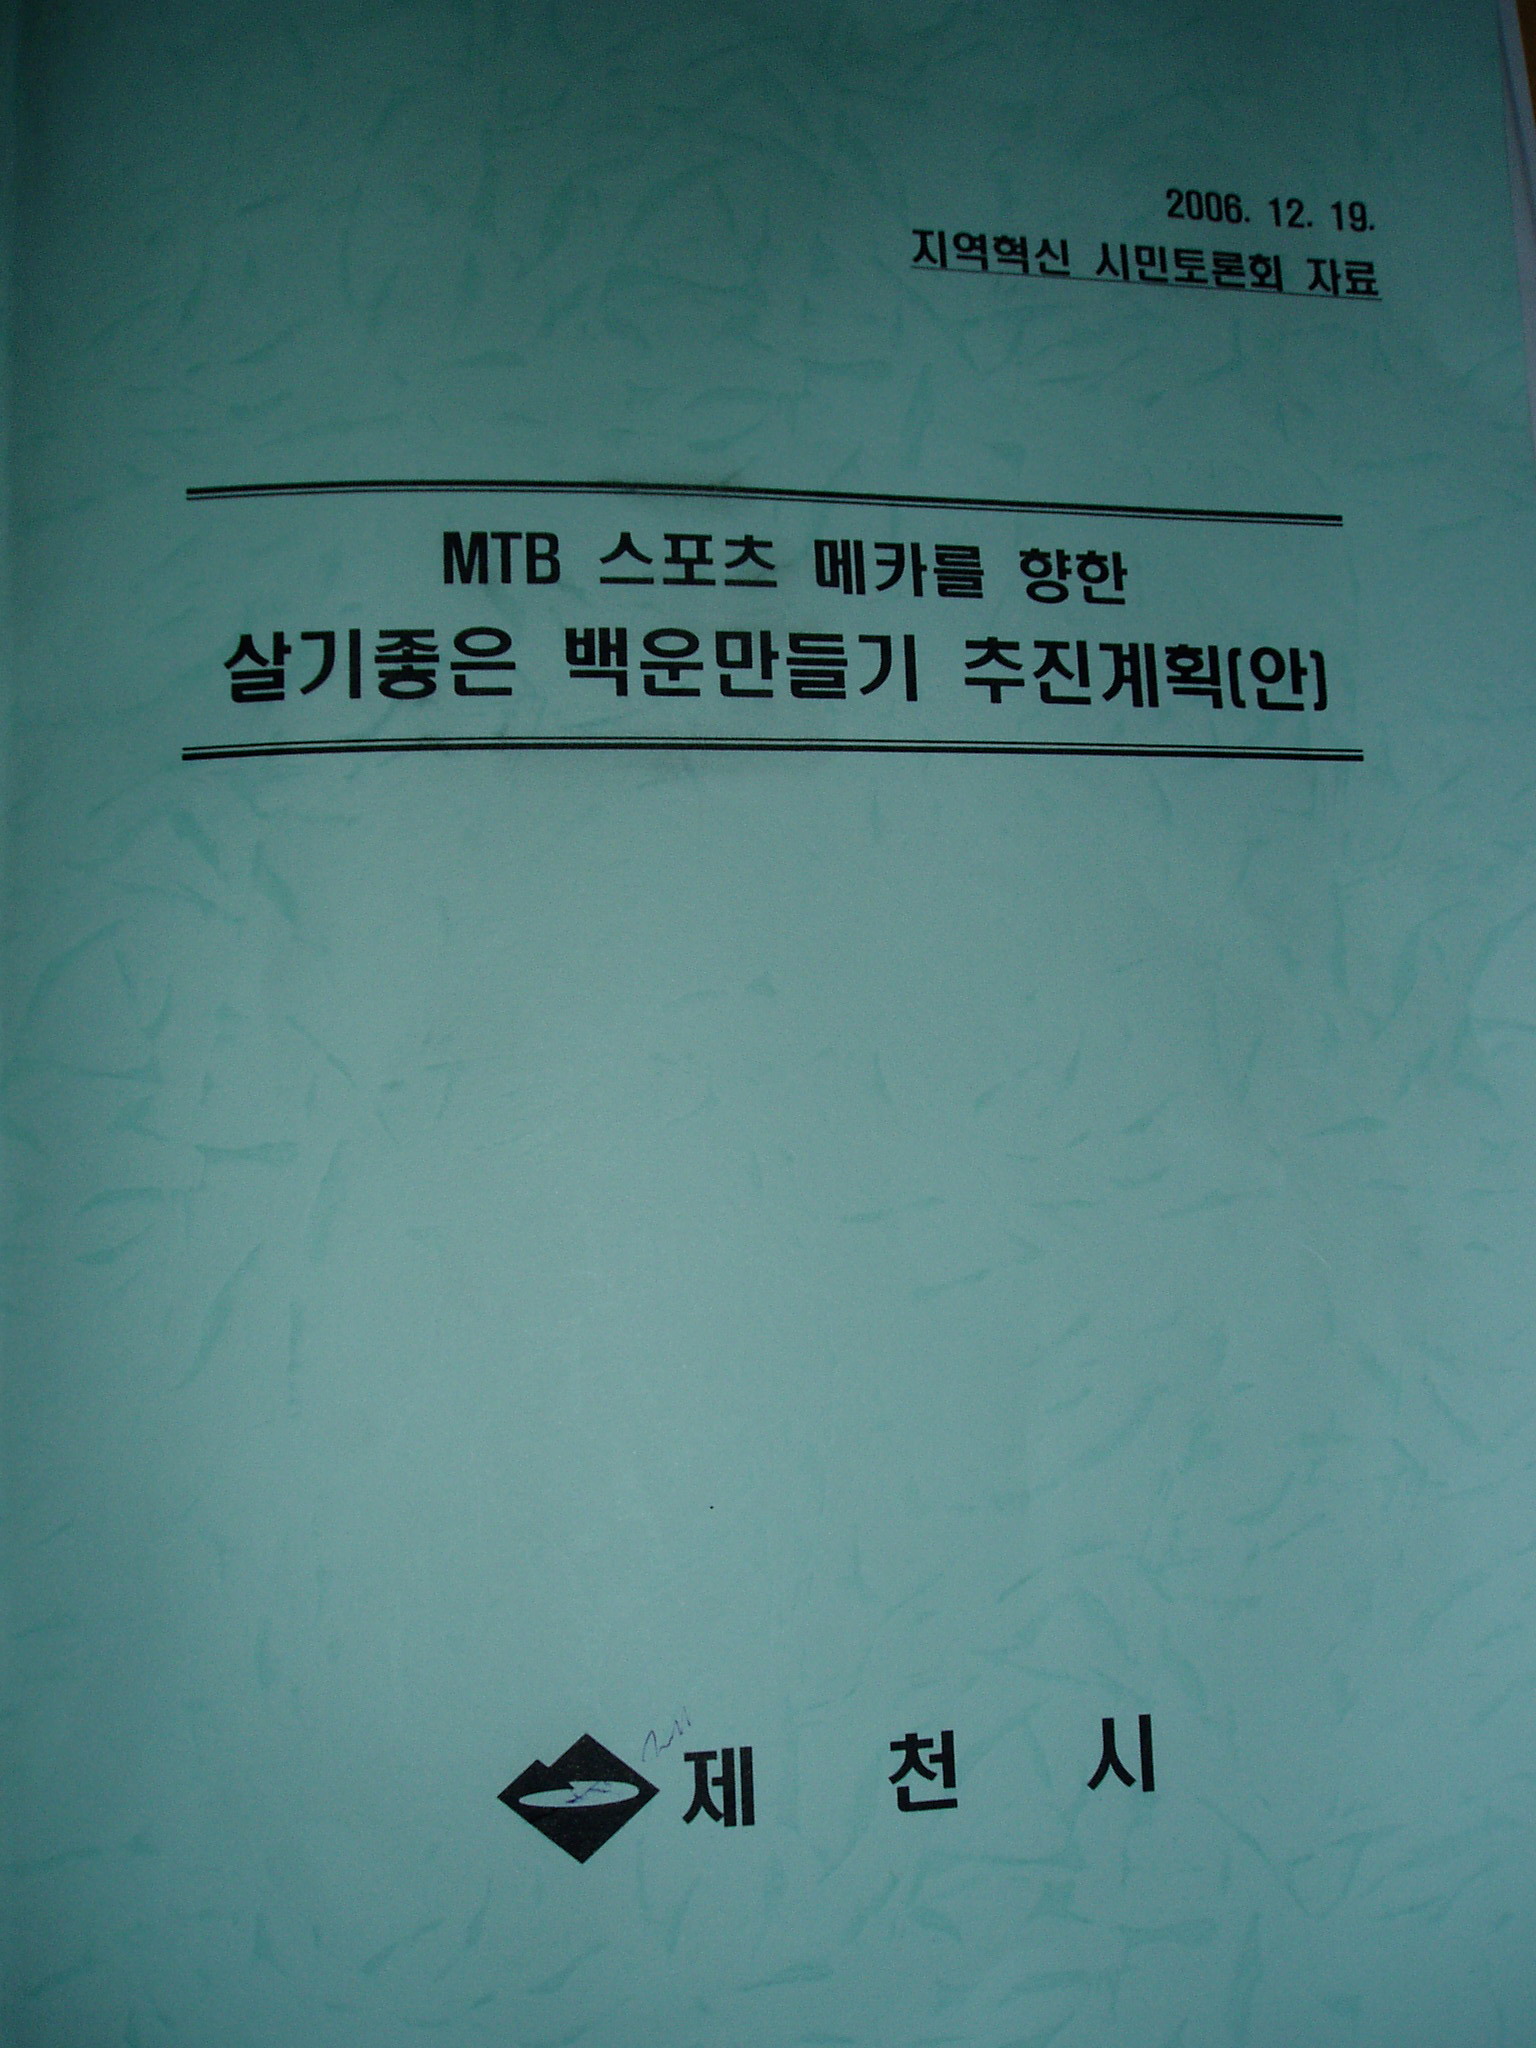 2006. 12. 19.
지역혁신 시민토론회 자료
MTB 스포츠 메카를 향한
살기좋은 백운만들기 추진계획(안)
제 천 시